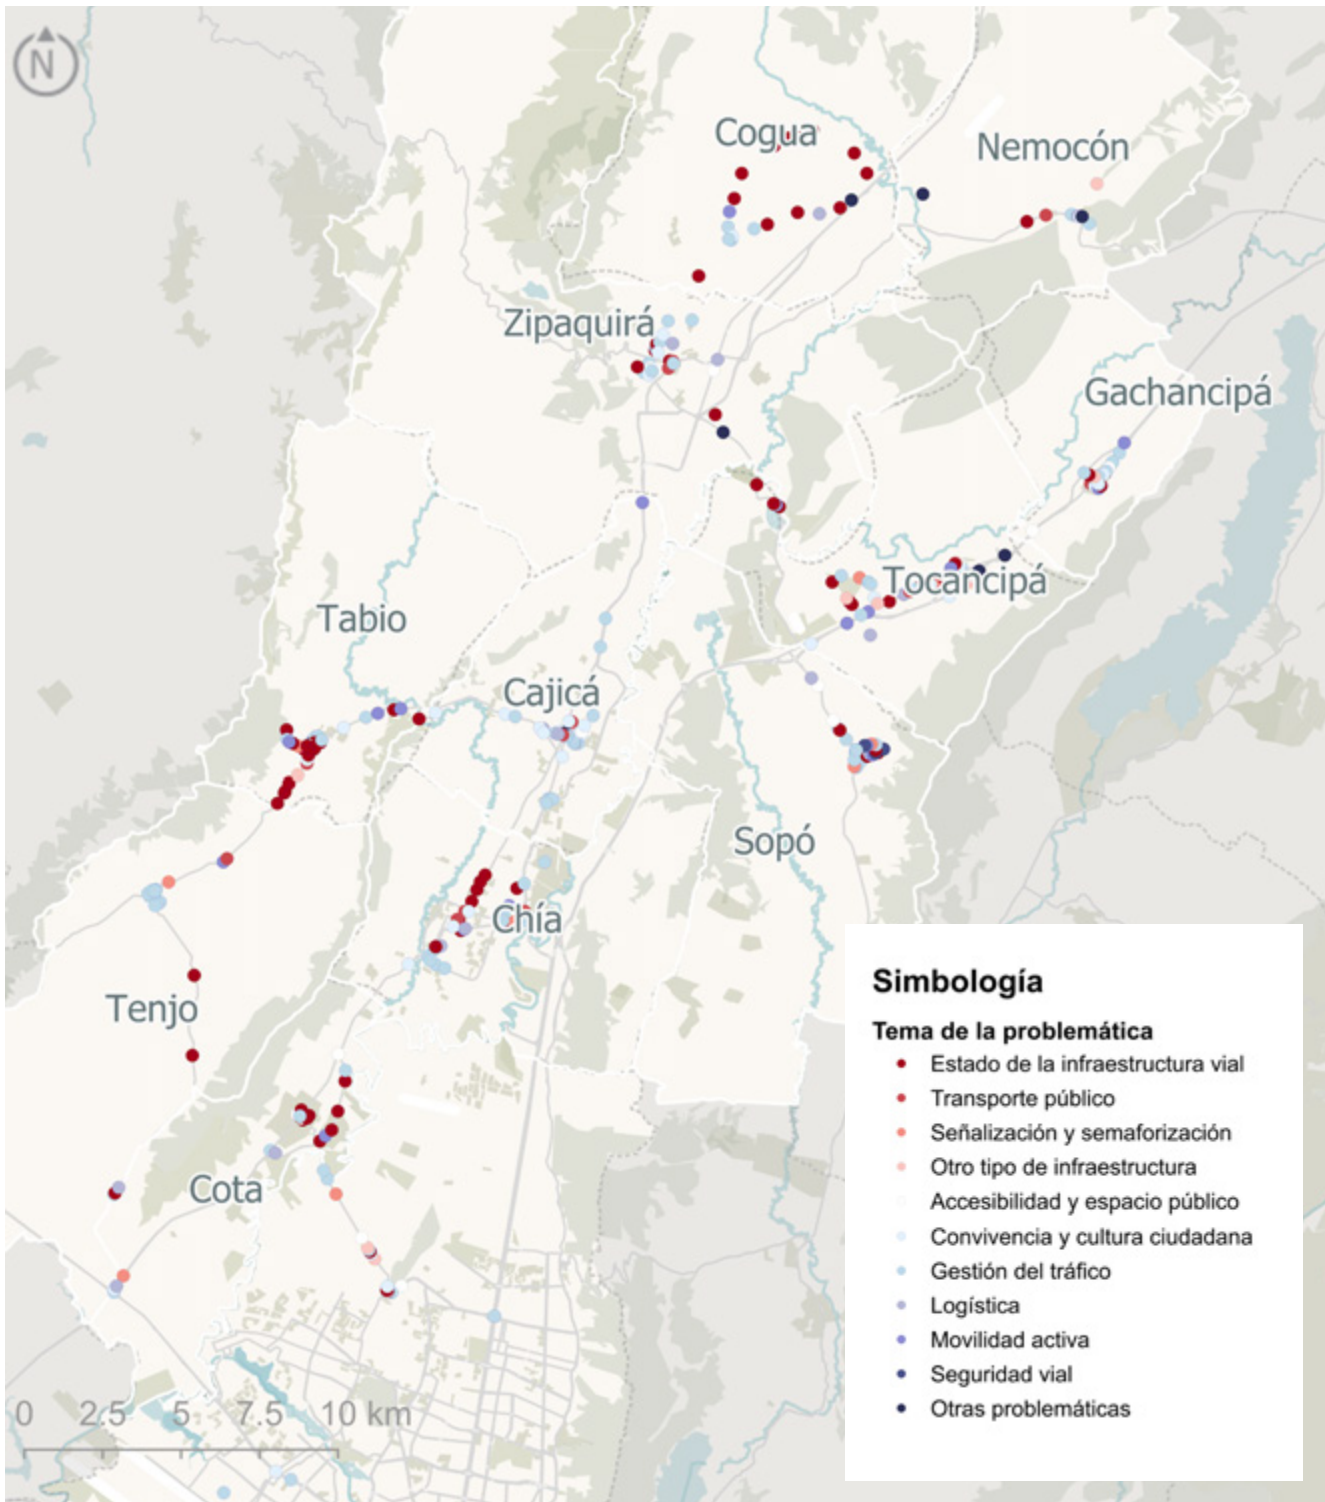 N
Cogua
Nemocón
Zipaquirá
Gachancipá
Tocancipá
Tabio
Cajicá
Sopó
Chía
Tenjo
Cota
0 2.5 5 7.5 10 km
Simbología
Tema de la problemática
Estado de la infraestructura vial
Transporte público
Señalización y semaforización
Otro tipo de infraestructura
Accesibilidad y espacio público
Convivencia y cultura ciudadana
Gestión del tráfico
Logística
Movilidad activa
Seguridad vial
Otras problemáticas